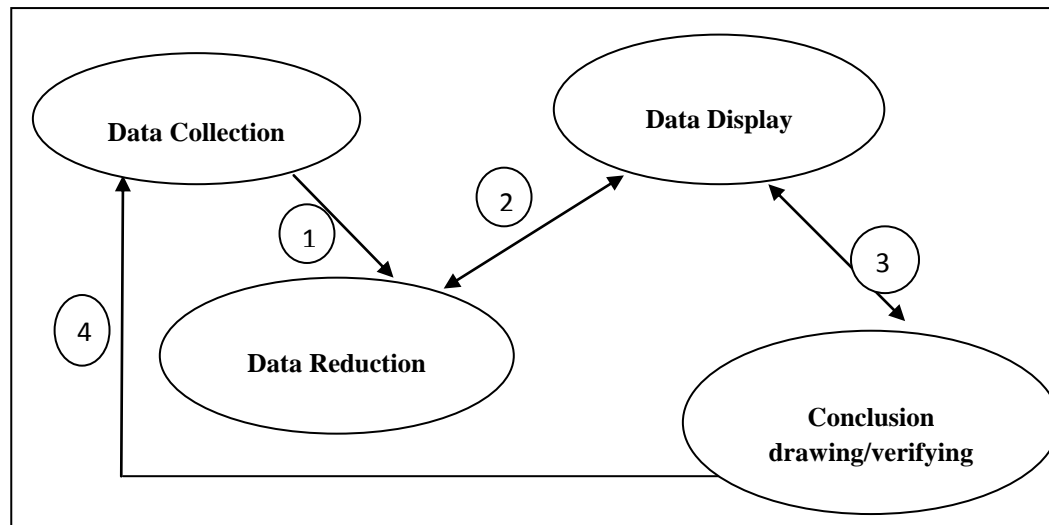 Data Collection
Data Display
1
2
3
4
Data Reduction
Conclusion
drawing/verifying